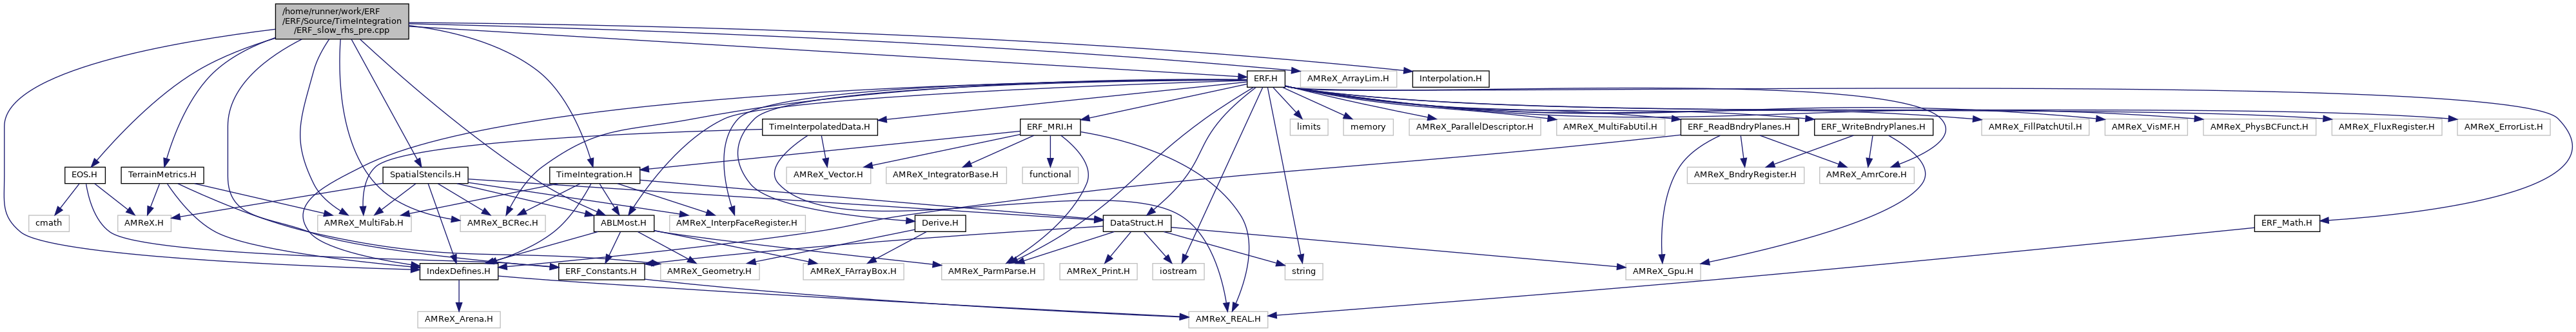 /home/runner/work/ERF
/ERF/Source/TimeIntegration
/ERF_slow_rhs_pre.cpp
ERF.H
AMReX_ArrayLim.H
Interpolation.H
TimeInterpolatedData.H
ERF_MRI.H
limits
memory
AMReX_ParallelDescriptor.H
AMReX_MultiFabUtil.H
ERF_ReadBndryPlanes.H
ERF_WriteBndryPlanes.H
AMReX_FillPatchUtil.H
AMReX_VisMF.H
AMReX_PhysBCFunct.H
AMReX_FluxRegister.H
AMReX_ErrorList.H
EOS.H
TerrainMetrics.H
SpatialStencils.H
TimeIntegration.H
AMReX_Vector.H
AMReX_IntegratorBase.H
functional
AMReX_BndryRegister.H
AMReX_AmrCore.H
cmath
AMReX.H
AMReX_MultiFab.H
AMReX_BCRec.H
ABLMost.H
AMReX_InterpFaceRegister.H
Derive.H
DataStruct.H
ERF_Math.H
IndexDefines.H
ERF_Constants.H
AMReX_Geometry.H
AMReX_FArrayBox.H
AMReX_ParmParse.H
AMReX_Print.H
iostream
string
AMReX_Gpu.H
AMReX_Arena.H
AMReX_REAL.H